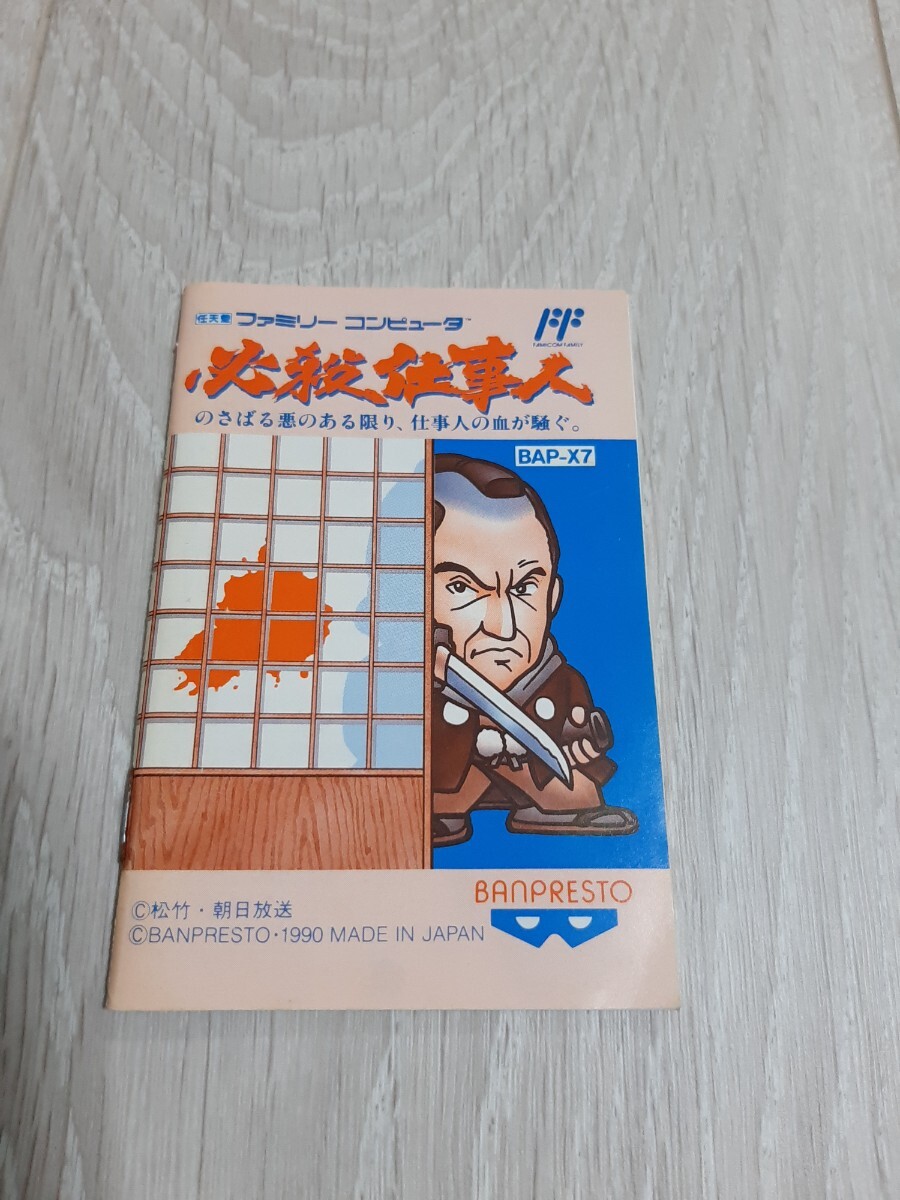 任天堂 ファミリー コンピュータ™
FAMICOM FAMILY
必殺仕事人
のさばる悪のある限り、仕事人の血が騒ぐ。
BAP-X7
BANPRESTO
©松竹・朝日放送
©BANPRESTO・1990 MADE IN JAPAN